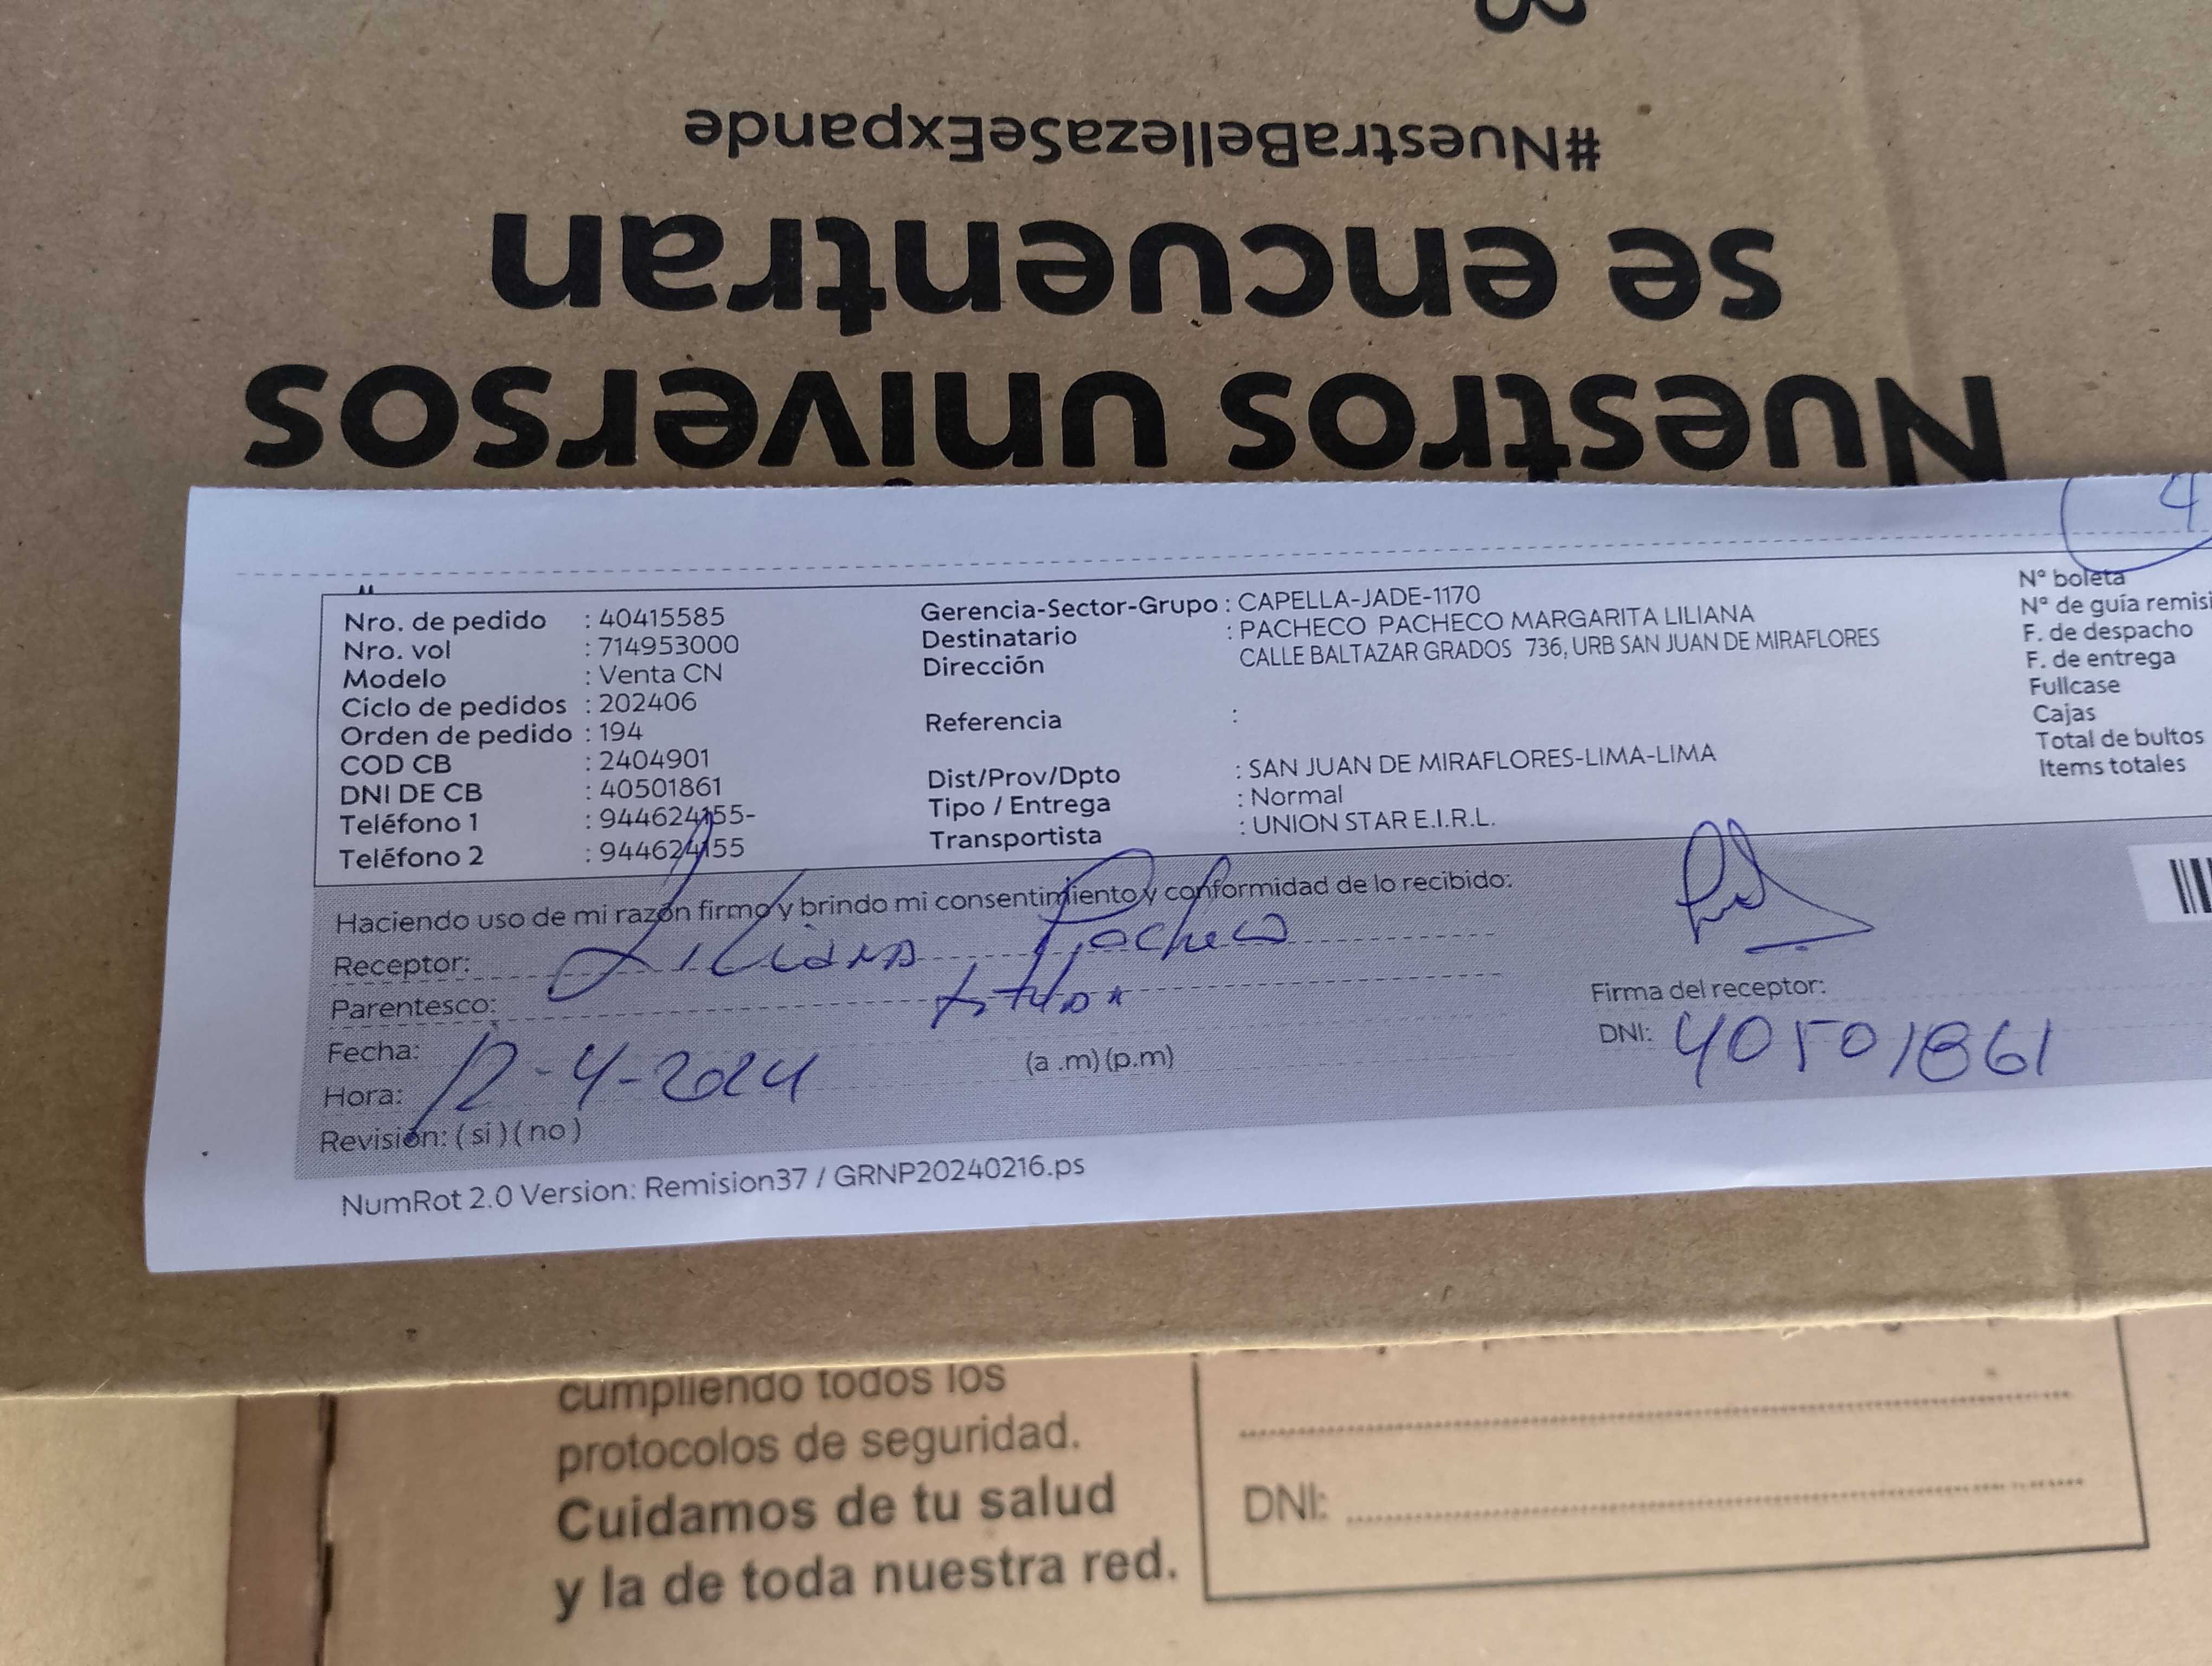 #NuestraBellezaSeExpande
se encuentran
Nuestros universos
4
Nro. de pedido : 40415585
Nro. vol : 714953000
Modelo : Venta CN
Ciclo de pedidos : 202406
Orden de pedido : 194
COD CB : 2404901
DNI DE CB : 40501861
Teléfono 1 : 944624155-
Teléfono 2 : 944624155
Gerencia-Sector-Grupo : CAPELLA-JADE-1170
Destinatario : PACHECO PACHECO MARGARITA LILIANA
Dirección CALLE BALTAZAR GRADOS 736, URB SAN JUAN DE MIRAFLORES
Referencia :
Dist/Prov/Dpto : SAN JUAN DE MIRAFLORES-LIMA-LIMA
Tipo / Entrega : Normal
Transportista : UNION STAR E.I.R.L.
N° boleta
N° de guía remisi
F. de despacho
F. de entrega
Fullcase
Cajas
Total de bultos
Items totales
Haciendo uso de mi razón firmo y brindo mi consentimiento y conformidad de lo recibido:
Receptor: Liliana Pacheco
Parentesco: titular
Fecha: 12-4-2024
Hora: (a .m) (p.m)
Revisión: ( si ) ( no )
Firma del receptor:
DNI: 40501861
NumRot 2.0 Version: Remision37 / GRNP20240216.ps
cumpliendo todos los
protocolos de seguridad.
Cuidamos de tu salud
y la de toda nuestra red.
DNI: